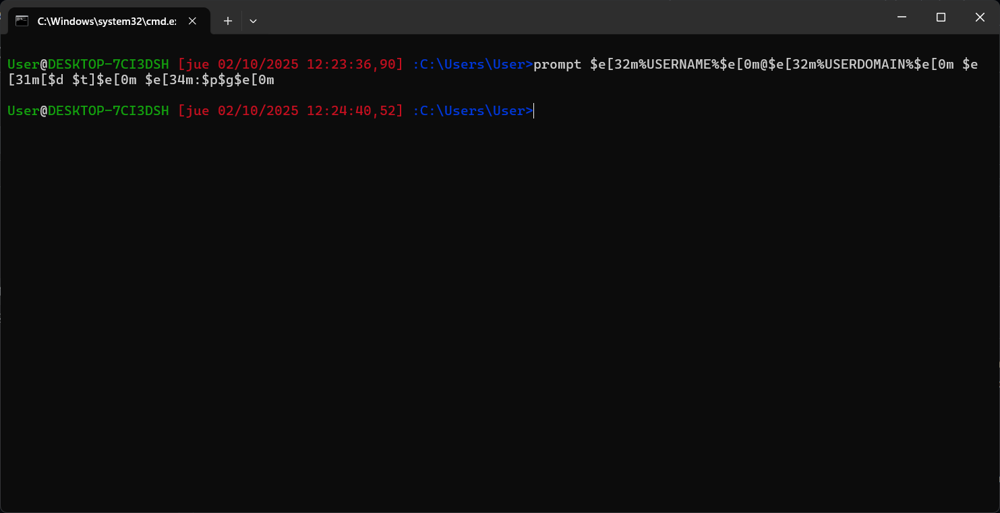 C:\Windows\system32\cmd.e
User@DESKTOP-7CI3DSH [jue 02/10/2025 12:23:36,90] :C:\Users\User>prompt $e[32m%USERNAME%$e[0m@$e[32m%USERDOMAIN%$e[0m $e
[31m[$d $t]$e[0m $e[34m:$p$g$e[0m
User@DESKTOP-7CI3DSH [jue 02/10/2025 12:24:40,52] :C:\Users\User>